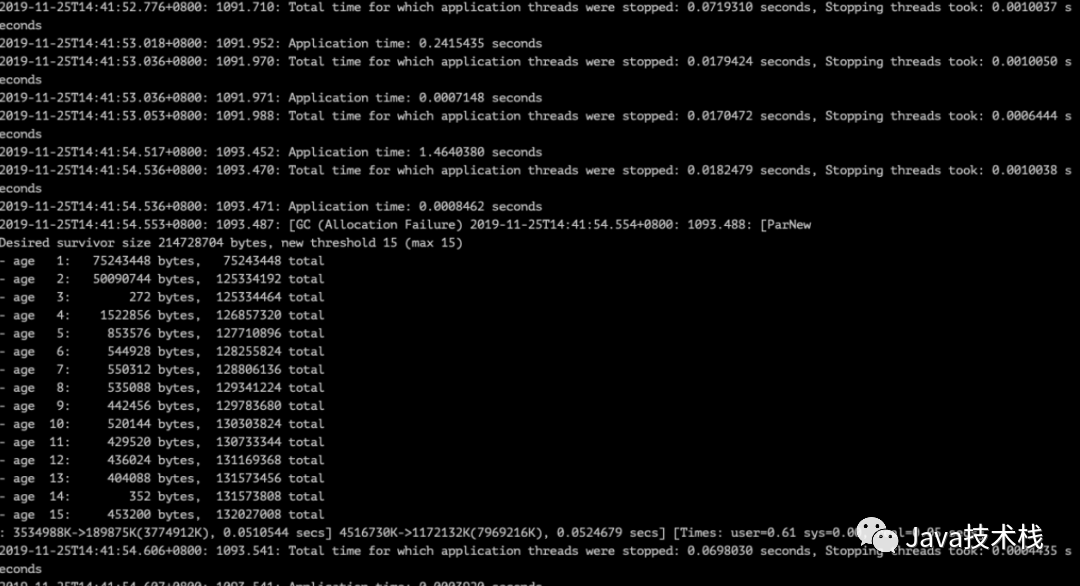 2019-11-25T14:41:52.776+0800: 1091.710: Total time for which application threads were stopped: 0.0719310 seconds, Stopping threads took: 0.0010037 s
econds
2019-11-25T14:41:53.018+0800: 1091.952: Application time: 0.2415435 seconds
2019-11-25T14:41:53.036+0800: 1091.970: Total time for which application threads were stopped: 0.0179424 seconds, Stopping threads took: 0.0010050 s
econds
2019-11-25T14:41:53.036+0800: 1091.971: Application time: 0.0007148 seconds
2019-11-25T14:41:53.053+0800: 1091.988: Total time for which application threads were stopped: 0.0170472 seconds, Stopping threads took: 0.0006444 s
econds
2019-11-25T14:41:54.517+0800: 1093.452: Application time: 1.4640380 seconds
2019-11-25T14:41:54.536+0800: 1093.470: Total time for which application threads were stopped: 0.0182479 seconds, Stopping threads took: 0.0010038 s
econds
2019-11-25T14:41:54.536+0800: 1093.471: Application time: 0.0008462 seconds
2019-11-25T14:41:54.553+0800: 1093.487: [GC (Allocation Failure) 2019-11-25T14:41:54.554+0800: 1093.488: [ParNew
Desired survivor size 214728704 bytes, new threshold 15 (max 15)
- age 1: 75243448 bytes, 75243448 total
- age 2: 50090744 bytes, 125334192 total
- age 3: 272 bytes, 125334464 total
- age 4: 1522856 bytes, 126857320 total
- age 5: 853576 bytes, 127710896 total
- age 6: 544928 bytes, 128255824 total
- age 7: 550312 bytes, 128806136 total
- age 8: 535088 bytes, 129341224 total
- age 9: 442456 bytes, 129783680 total
- age 10: 520144 bytes, 130303824 total
- age 11: 429520 bytes, 130733344 total
- age 12: 436024 bytes, 131169368 total
- age 13: 404088 bytes, 131573456 total
- age 14: 352 bytes, 131573808 total
- age 15: 453200 bytes, 132027008 total
: 3534988K->189875K(3774912K), 0.0510544 secs] 4516730K->1172132K(7969216K), 0.0524679 secs] [Times: user=0.61
Java技术栈
2019-11-25T14:41:54.606+0800: 1093.541: Total time for which application threads were stopped: 0.0698030 seconds, Stopping threads took:
econds